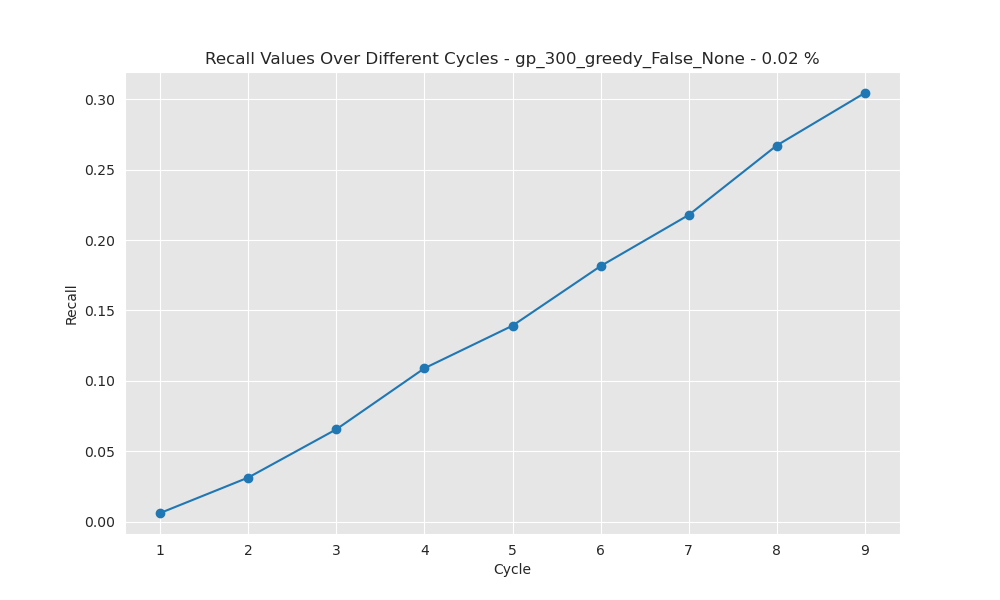 Recall Values Over Different Cycles - gp_300_greedy_False_None - 0.02 %
0.30
0.25
0.20
0.15
0.10
0.05
0.00
Recall
1 2 3 4 5 6 7 8 9
Cycle